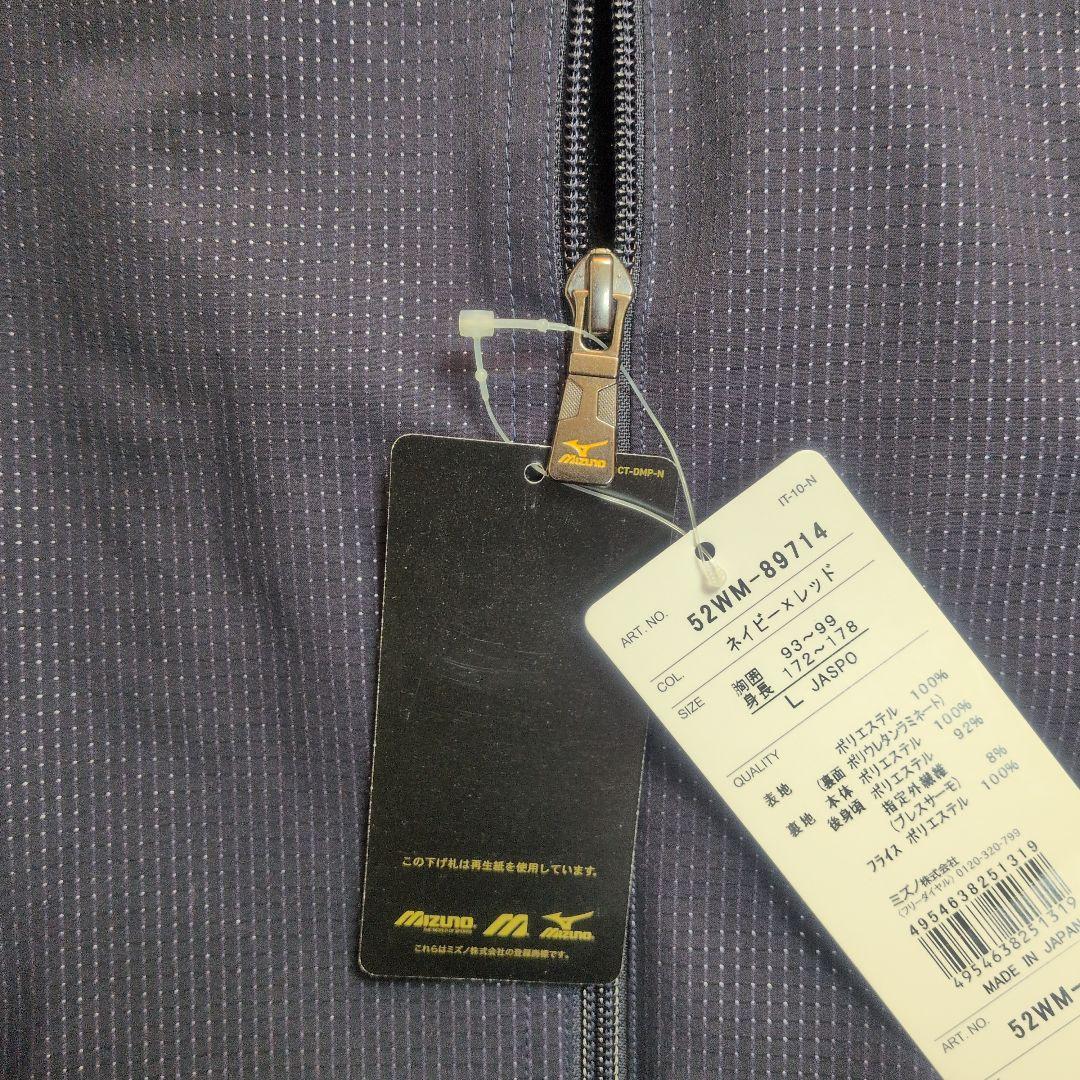 MIZUNO
CT-DMP-N
この下げ札は再生紙を使用しています。
MIZUNO
THE WORLD OF SPORTS
MIZUNO
これらはミズノ株式会社の登録商標です。
IT-10-N
ART. NO. 52WM-89714
COL. ネイビー×レッド
SIZE 胸囲 93～99
身長 172～178
L JASPO
QUALITY
表地 ポリエステル 100%
(裏面 ポリウレタンラミネート)
裏地 本体 ポリエステル 100%
後身頃 ポリエステル 92%
指定外繊維 8%
(ブレスサーモ)
フライス ポリエステル 100%
ミズノ株式会社
(フリーダイヤル) 0120-320-799
4954638251319
4954638251319
MADE IN JAPAN
ART. NO. 52WM-